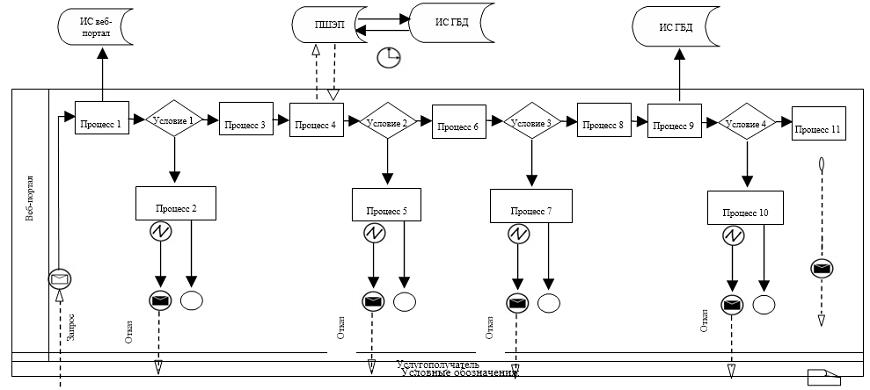 ИС веб-
портал
ПШЭП
ИС ГБД
ИС ГБД
Процесс 1
Условие 1
Процесс 3
Процесс 4
Условие 2
Процесс 6
Условие 3
Процесс 8
Процесс 9
Условие 4
Процесс 11
Веб-портал
Процесс 2
Процесс 5
Процесс 7
Процесс 10
Запрос
Отказ
Отказ
Отказ
Отказ
Услугополучатель
Условные обозначения: